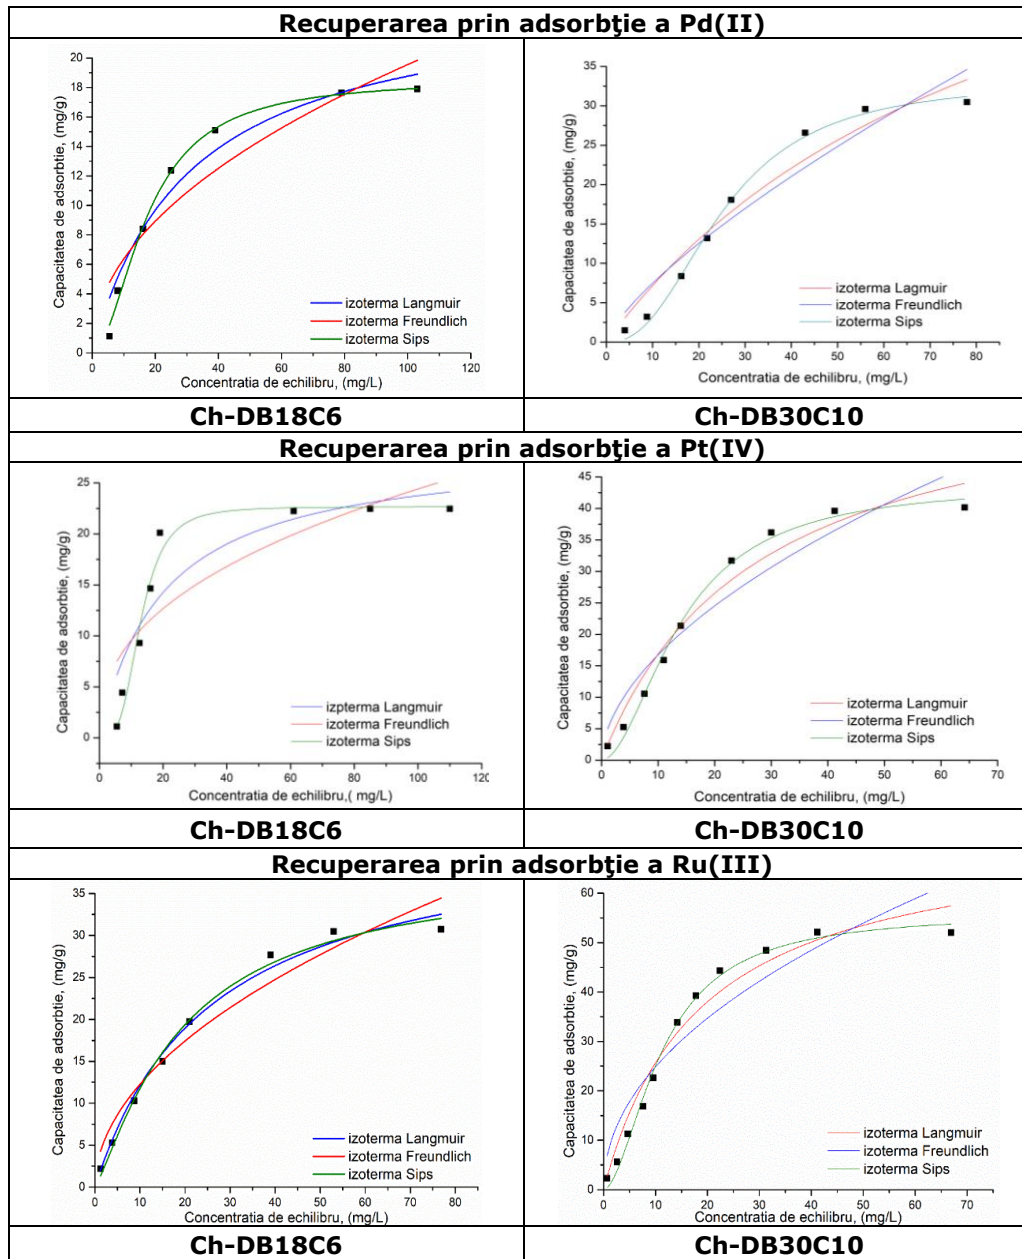 Recuperarea prin adsorbţie a Pd(II)
Capacitatea de adsorbtie, (mg/g)
20
18
16
14
12
10
8
6
4
2
0
izoterma Langmuir
izoterma Freundlich
izoterma Sips
0 20 40 60 80 100 120
Concentratia de echilibru, (mg/L)
Capacitatea de adsorbtie, (mg/g)
35
30
25
20
15
10
5
0
izoterma Lagmuir
izoterma Freundlich
izoterma Sips
0 10 20 30 40 50 60 70 80
Concentratia de echilibru, (mg/L)
Ch-DB18C6 Ch-DB30C10
Recuperarea prin adsorbţie a Pt(IV)
Capacitatea de adsorbtie, (mg/g)
25
20
15
10
5
0
izpterma Langmuir
izoterma Freundlich
izoterma Sips
0 20 40 60 80 100 120
Concentratia de echilibru,( mg/L)
Capacitatea de adsorbtie, (mg/g)
45
40
35
30
25
20
15
10
5
0
izoterma Langmuir
izoterma Freundlich
izoterma Sips
0 10 20 30 40 50 60 70
Concentratia de echilibru, (mg/L)
Ch-DB18C6 Ch-DB30C10
Recuperarea prin adsorbţie a Ru(III)
Capacitatea de adsorbtie, (mg/g)
35
30
25
20
15
10
5
0
izoterma Langmuir
izoterma Freundlich
izoterma Sips
0 10 20 30 40 50 60 70 80
Concentratia de echilibru, (mg/L)
Capacitatea de adsorbtie, (mg/g)
60
50
40
30
20
10
0
izoterma Langmuir
izoterma Freundlich
izoterma Sips
0 10 20 30 40 50 60 70
Concentratia de echilibru, (mg/L)
Ch-DB18C6 Ch-DB30C10